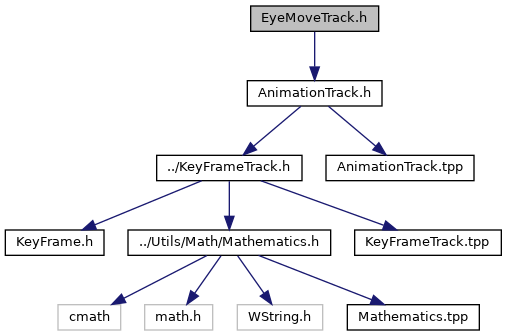 EyeMoveTrack.h
AnimationTrack.h
../KeyFrameTrack.h
AnimationTrack.tpp
KeyFrame.h
../Utils/Math/Mathematics.h
KeyFrameTrack.tpp
cmath
math.h
WString.h
Mathematics.tpp